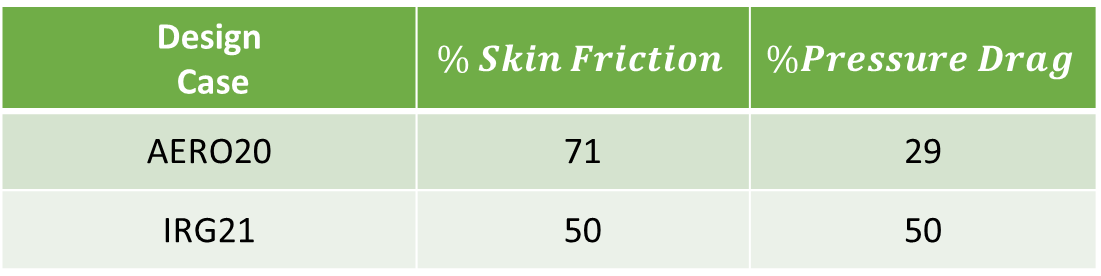 Design
Case
% Skin Friction
%Pressure Drag
AERO20
71
29
IRG21
50
50